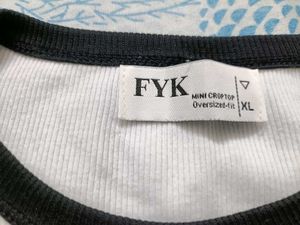 FYK
MINI CROPTOP
Oversized-fit
XL